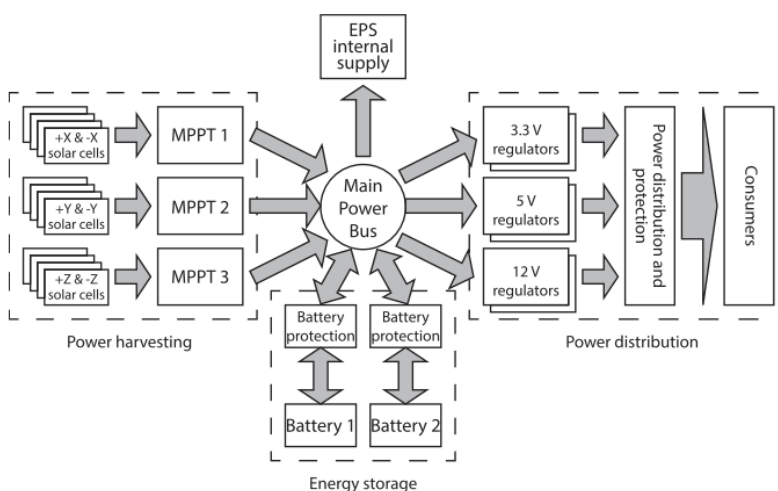 EPS
internal
supply
+X & -X
solar cells
MPPT 1
+Y & -Y
solar cells
MPPT 2
+Z & -Z
solar cells
MPPT 3
Power harvesting
Main
Power
Bus
Battery
protection
Battery
protection
Battery 1
Battery 2
Energy storage
3.3 V
regulators
5 V
regulators
12 V
regulators
Power distribution and
protection
Consumers
Power distribution